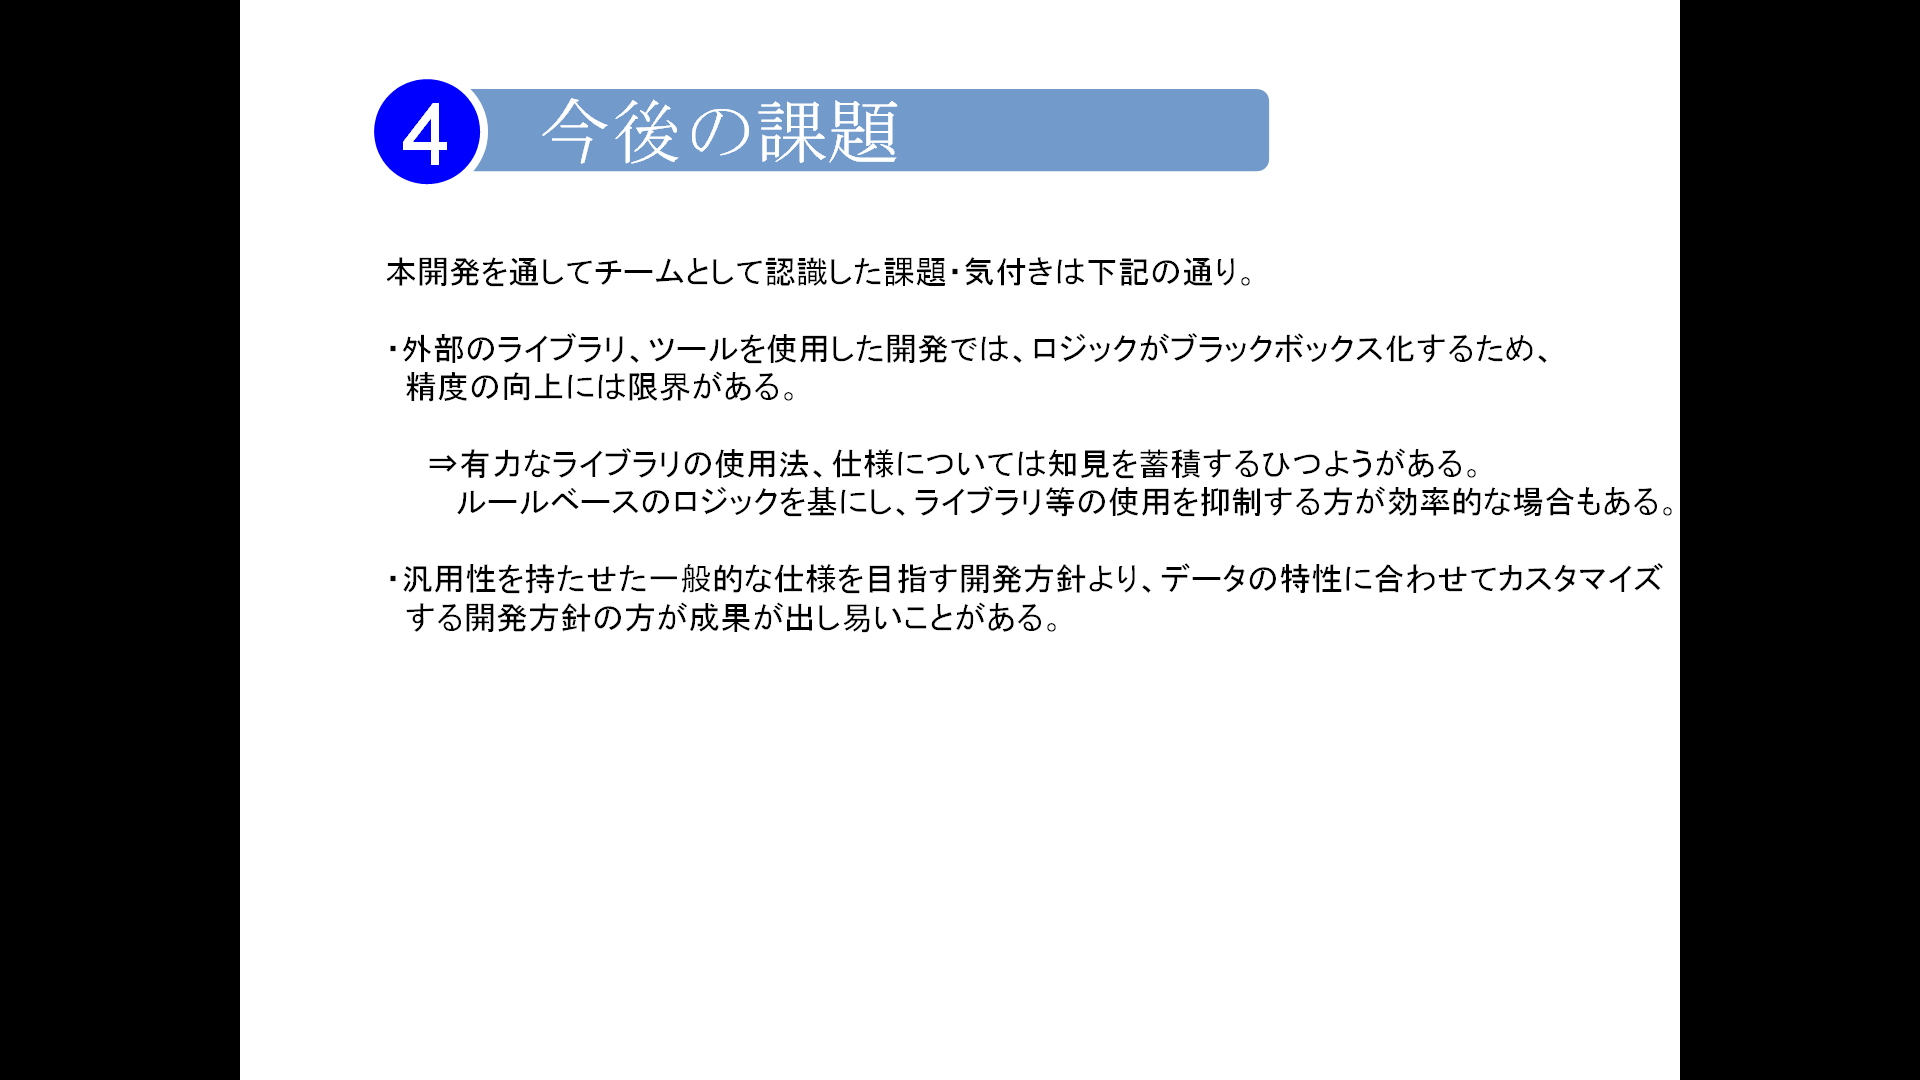 4 今後の課題
本開発を通してチームとして認識した課題・気付きは下記の通り。
・外部のライブラリ、ツールを使用した開発では、ロジックがブラックボックス化するため、
精度の向上には限界がある。
⇒有力なライブラリの使用法、仕様については知見を蓄積するひつようがある。
ルールベースのロジックを基にし、ライブラリ等の使用を抑制する方が効率的な場合もある。
・汎用性を持たせた一般的な仕様を目指す開発方針より、データの特性に合わせてカスタマイズ
する開発方針の方が成果が出し易いことがある。